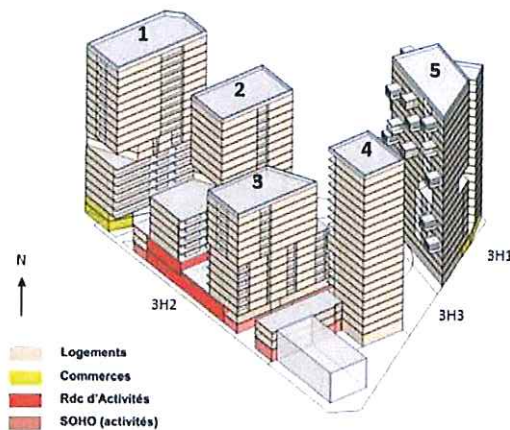 1
2
3
4
5
3H1
3H2
3H3
N
Logements
Commerces
Rdc d'Activités
SOHO (activités)